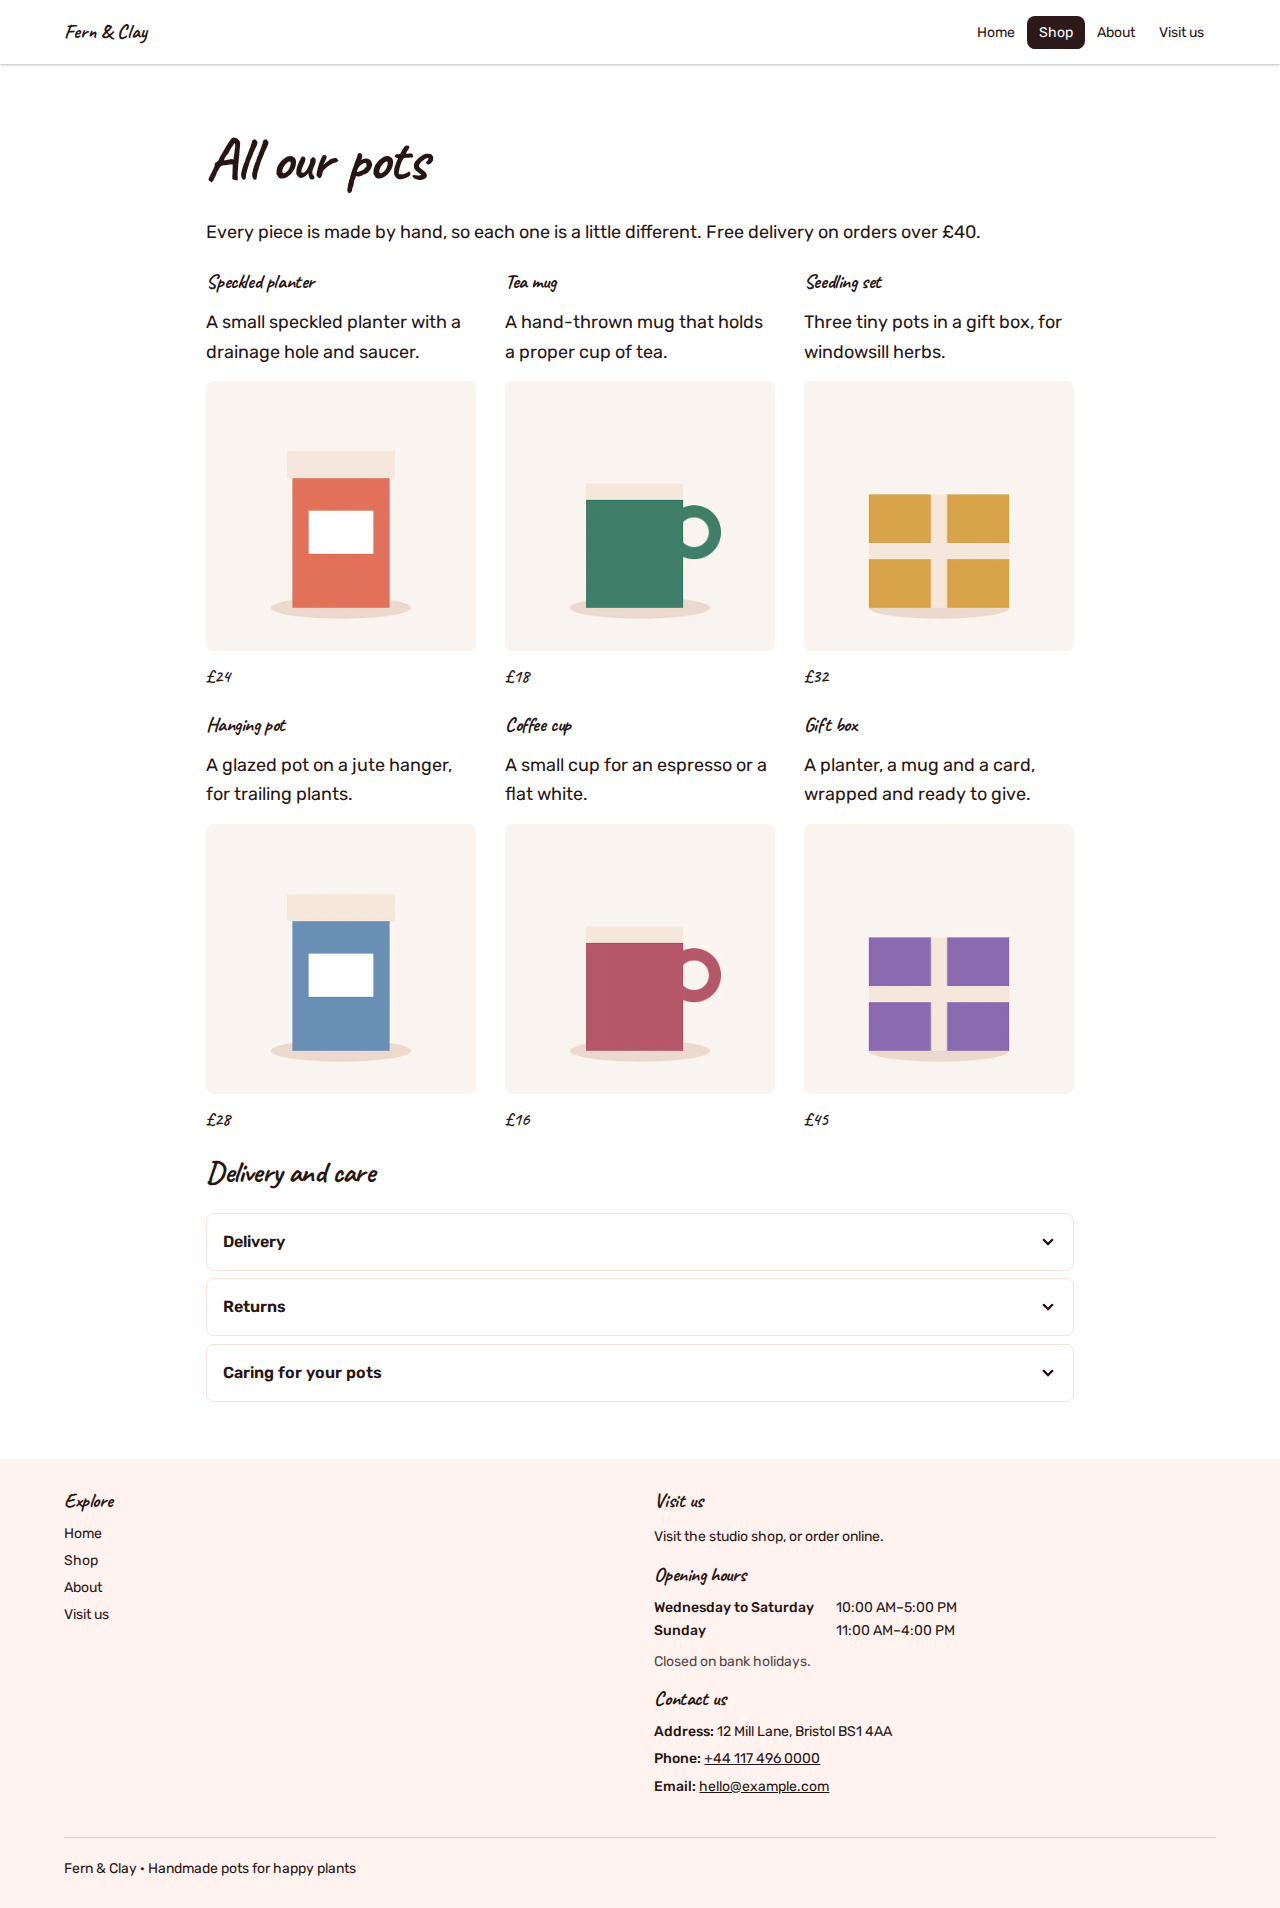 Fern & Clay
Home
Shop
About
Visit us
All our pots
Every piece is made by hand, so each one is a little different. Free delivery on orders over £40.
Speckled planter
A small speckled planter with a
drainage hole and saucer.
£24
Tea mug
A hand-thrown mug that holds
a proper cup of tea.
£18
Seedling set
Three tiny pots in a gift box, for
windowsill herbs.
£32
Hanging pot
A glazed pot on a jute hanger,
for trailing plants.
£28
Coffee cup
A small cup for an espresso or a
flat white.
£16
Gift box
A planter, a mug and a card,
wrapped and ready to give.
£45
Delivery and care
Delivery
Returns
Caring for your pots
Explore
Home
Shop
About
Visit us
Visit us
Visit the studio shop, or order online.
Opening hours
Wednesday to Saturday 10:00 AM–5:00 PM
Sunday 11:00 AM–4:00 PM
Closed on bank holidays.
Contact us
Address: 12 Mill Lane, Bristol BS1 4AA
Phone: +44 117 496 0000
Email: hello@example.com
Fern & Clay • Handmade pots for happy plants